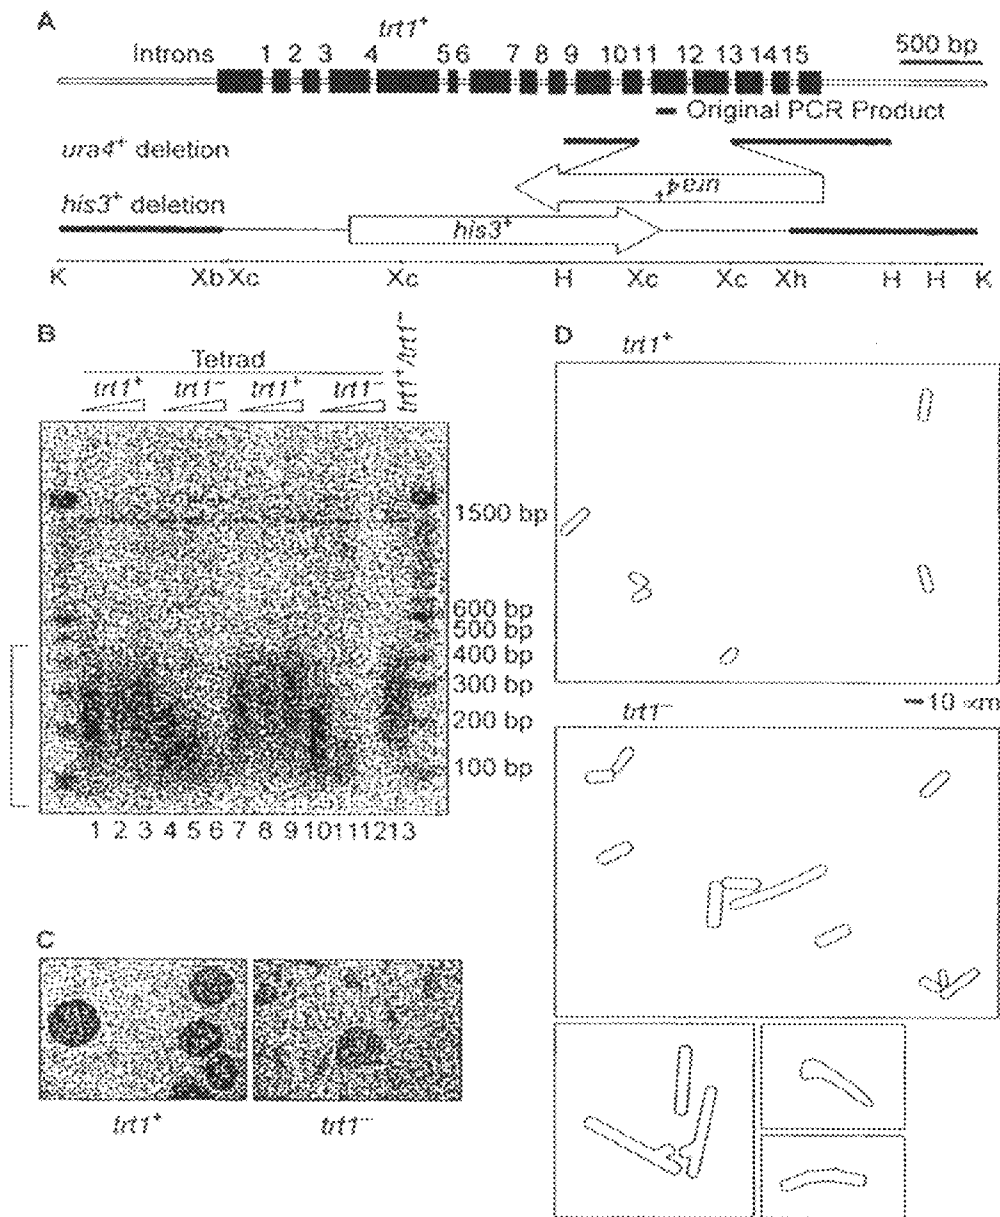 A
trt1⁺
Introns 1 2 3 4 5 6 7 8 9 10 11 12 13 14 15
500 bp
Original PCR Product
ura4⁺ deletion
ura4⁺
his3⁺ deletion
his3⁺
K Xb Xc Xc H Xc Xc Xh H H K
B
Tetrad
trt1⁺ trt1⁻ trt1⁺ trt1⁻ trt1⁺/trt1⁻
1500 bp
600 bp
500 bp
400 bp
300 bp
200 bp
100 bp
1 2 3 4 5 6 7 8 9 10 11 12 13
C
trt1⁺ trt1⁻
D
trt1⁺
10 ∝m
trt1⁻